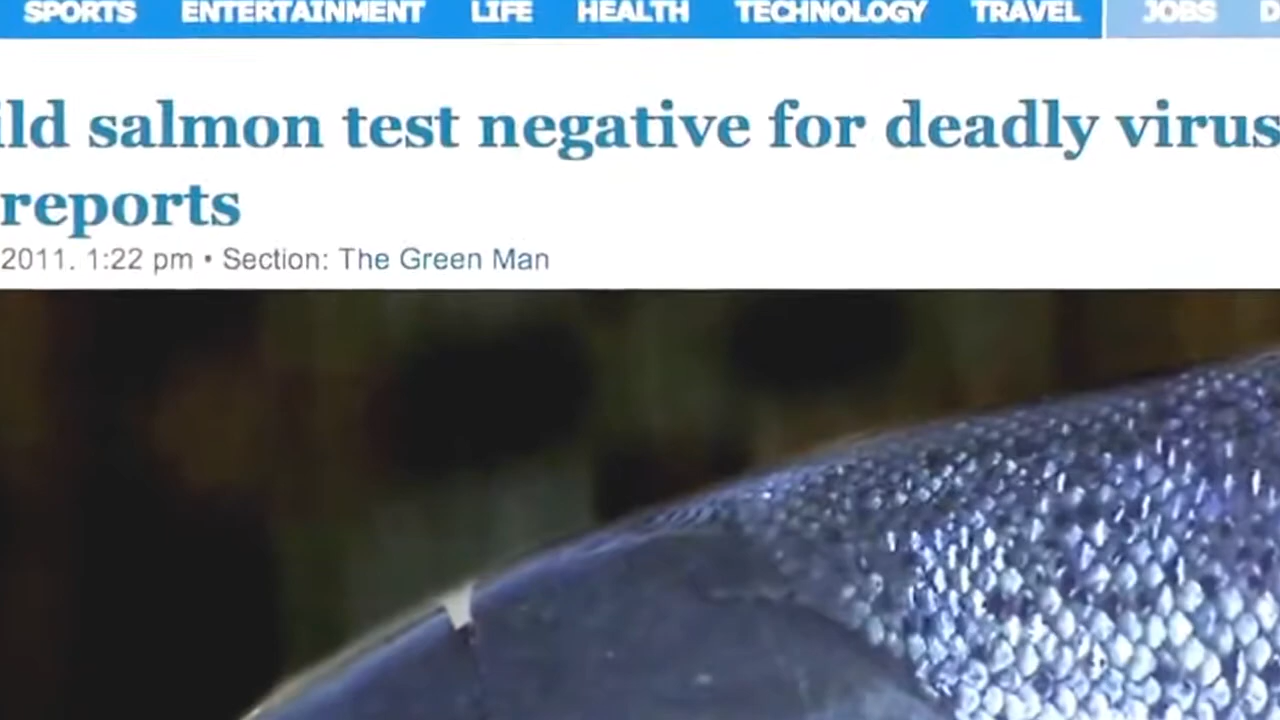 SPORTS ENTERTAINMENT LIFE HEALTH TECHNOLOGY TRAVEL JOBS D
ild salmon test negative for deadly virus
reports
2011. 1:22 pm • Section: The Green Man